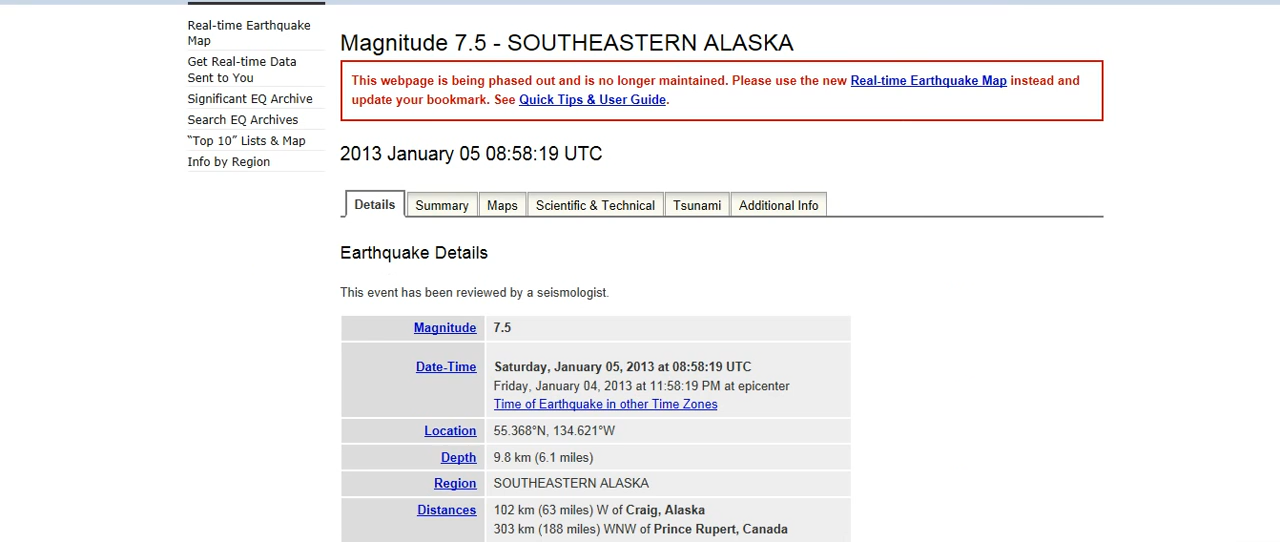 Real-time Earthquake
Map
Get Real-time Data
Sent to You
Significant EQ Archive
Search EQ Archives
“Top 10” Lists & Map
Info by Region
Magnitude 7.5 - SOUTHEASTERN ALASKA
This webpage is being phased out and is no longer maintained. Please use the new Real-time Earthquake Map instead and
update your bookmark. See Quick Tips & User Guide.
2013 January 05 08:58:19 UTC
Details Summary Maps Scientific & Technical Tsunami Additional Info
Earthquake Details
This event has been reviewed by a seismologist.
Magnitude 7.5
Date-Time Saturday, January 05, 2013 at 08:58:19 UTC
Friday, January 04, 2013 at 11:58:19 PM at epicenter
Time of Earthquake in other Time Zones
Location 55.368°N, 134.621°W
Depth 9.8 km (6.1 miles)
Region SOUTHEASTERN ALASKA
Distances 102 km (63 miles) W of Craig, Alaska
303 km (188 miles) WNW of Prince Rupert, Canada